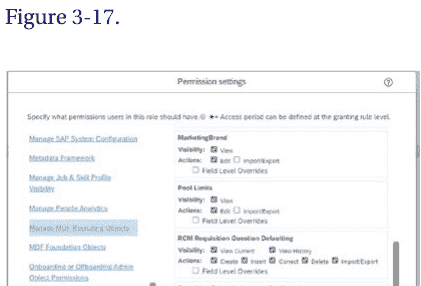 Figure 3-17.
Permission settings
Specify what permissions users in this role should have. ★= Access period can be defined at the granting rule level.
Manage SAP System Configuration
Metadata Framework
Manage Job & Skill Profile
Visibility
Manage People Analytics
Manage MDF Recruiting Objects
MDF Foundation Objects
Onboarding or Offboarding Admin
Object Permissions
MarketingBrand
Visibility: View
Actions: Edit Import/Export
Field Level Overrides
Pool Limits
Visibility: View
Actions: Edit Import/Export
Field Level Overrides
RCM Requisition Question Defaulting
Visibility: View Current View History
Actions: Create Insert Correct Delete Import/Export
Field Level Overrides